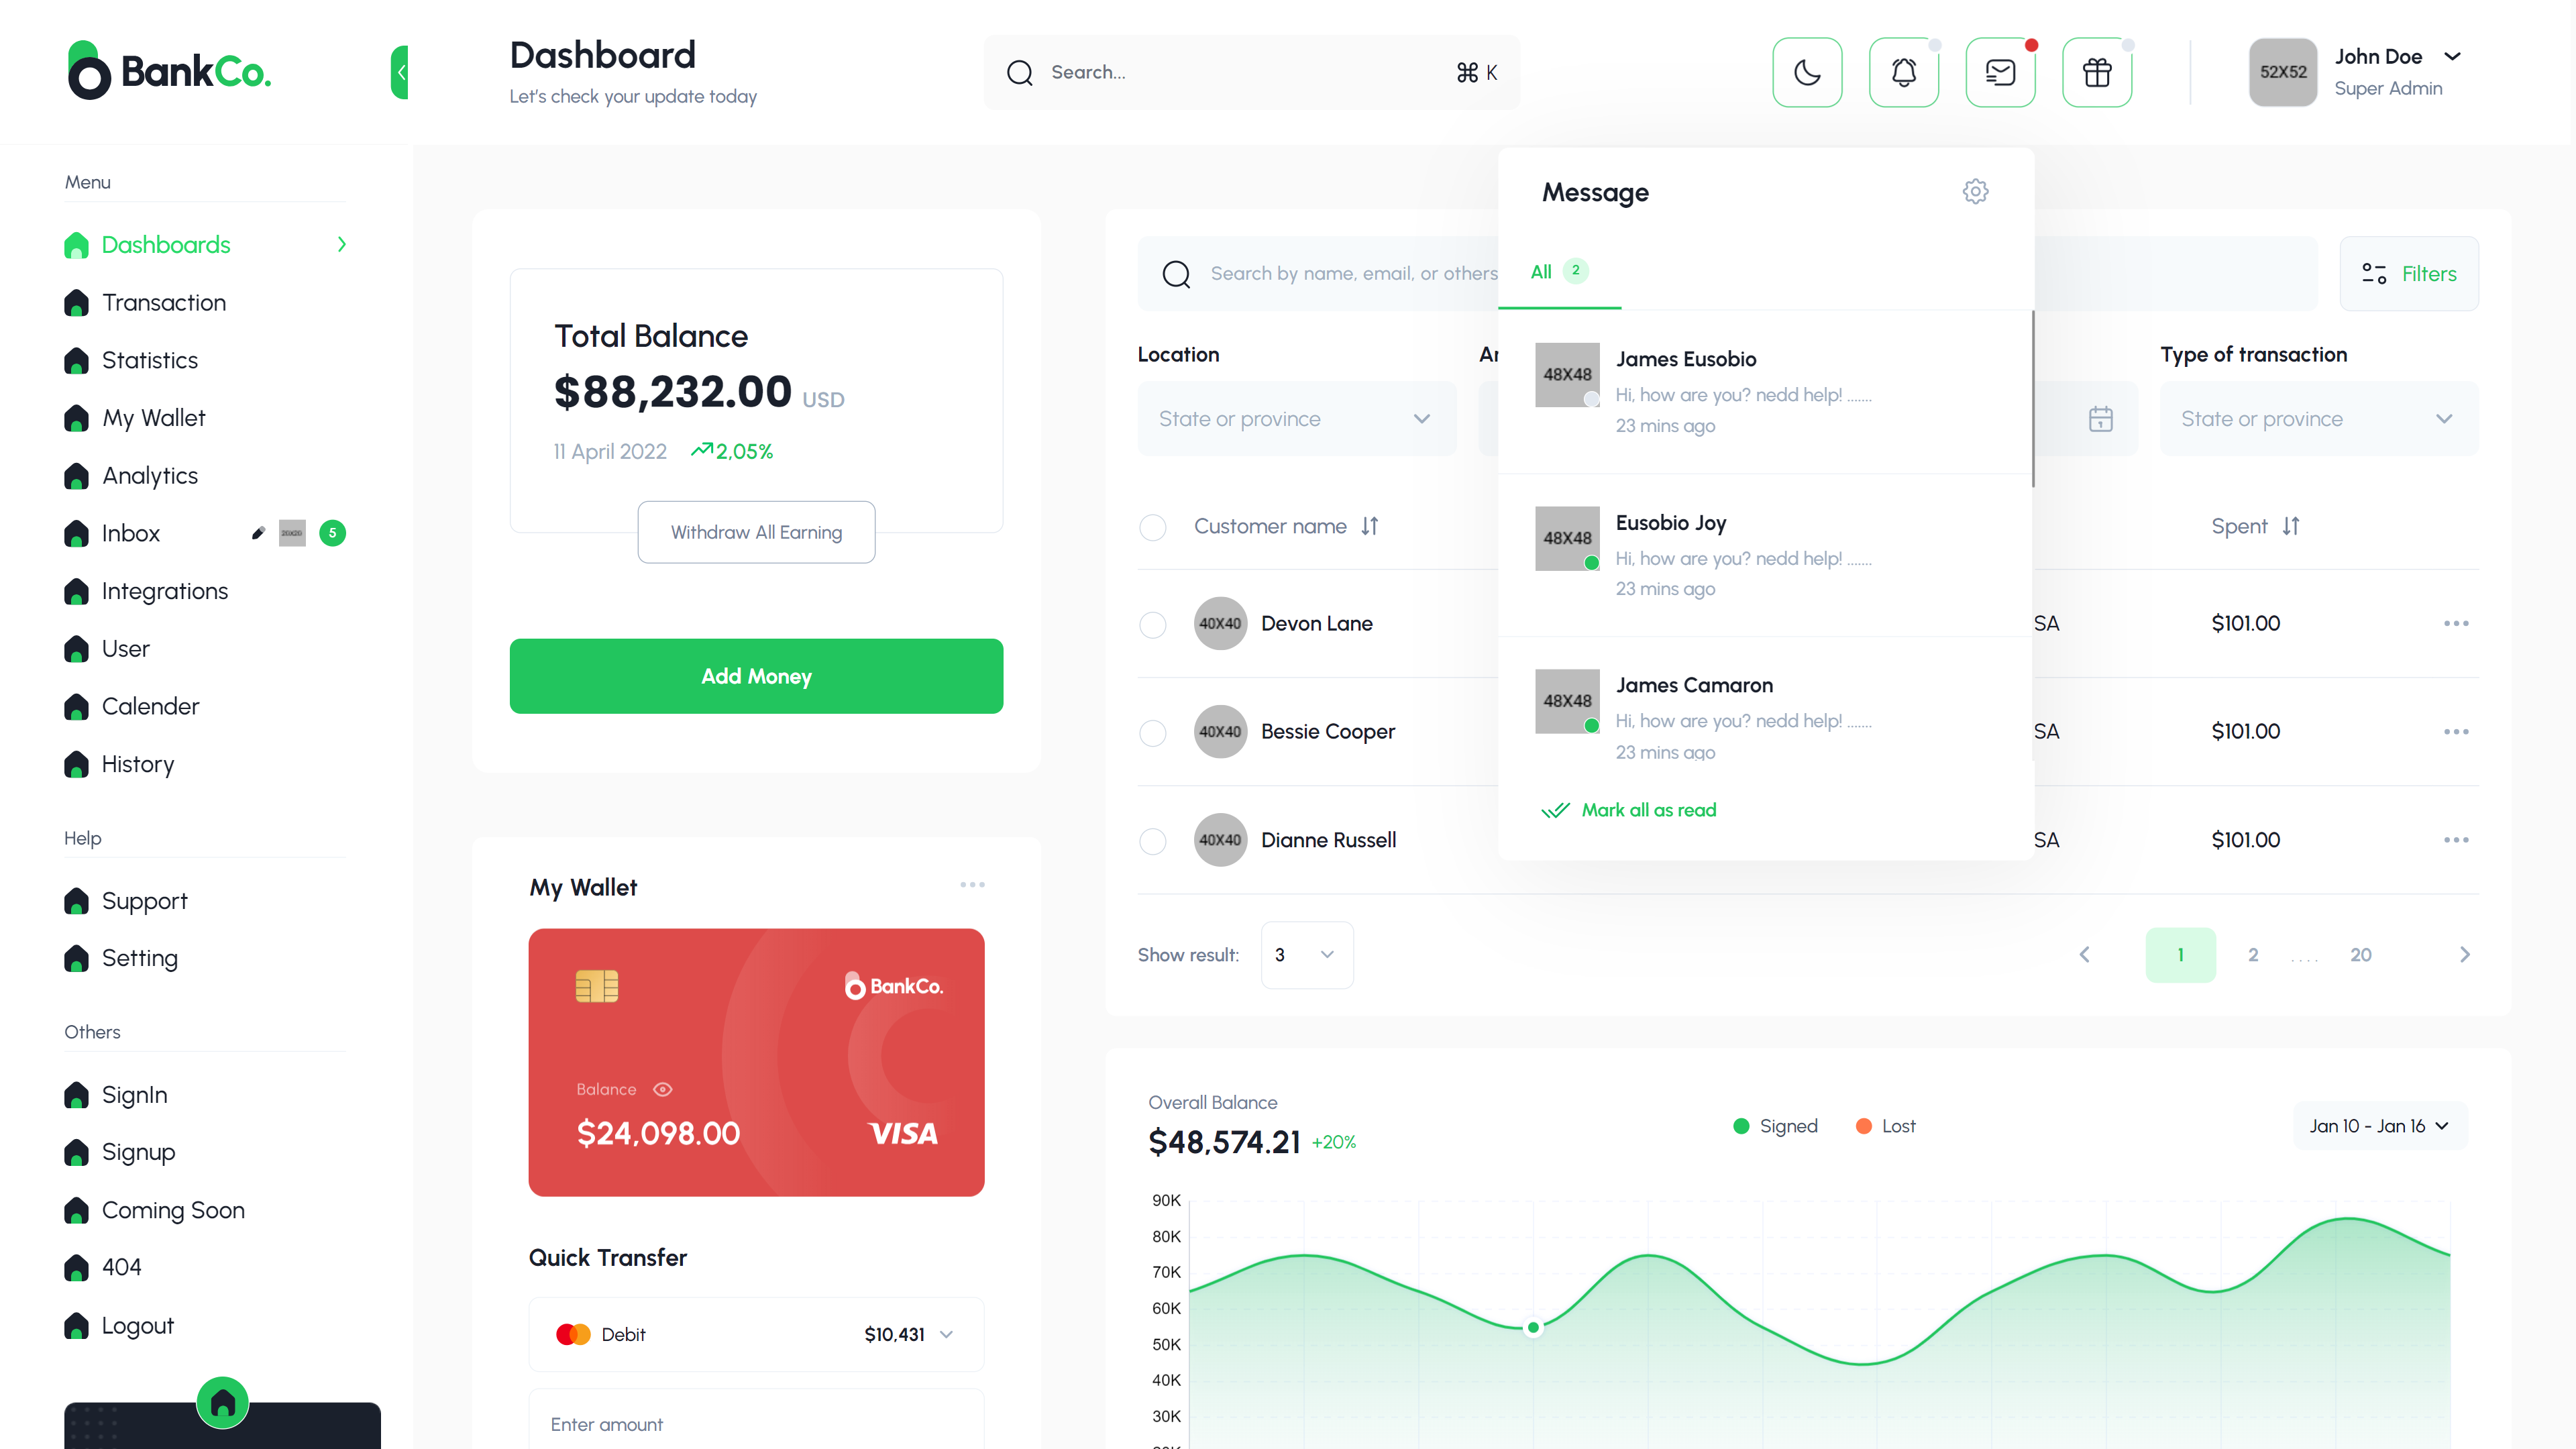 BankCo.
Dashboard
Let's check your update today
Search...
⌘ K
52X52
John Doe
Super Admin
Menu
Dashboards
Transaction
Statistics
My Wallet
Analytics
Inbox
5
Integrations
User
Calender
History
Help
Support
Setting
Others
SignIn
Signup
Coming Soon
404
Logout
Total Balance
$88,232.00 USD
11 April 2022
2,05%
Withdraw All Earning
Add Money
My Wallet
BankCo.
Balance
$24,098.00
VISA
Quick Transfer
Debit
$10,431
Enter amount
Search by name, email, or others
Filters
Location
State or province
Type of transaction
State or province
Customer name
Spent
40X40
Devon Lane
SA
$101.00
40X40
Bessie Cooper
SA
$101.00
40X40
Dianne Russell
SA
$101.00
Show result:
3
1
2
....
20
Message
All 2
48X48
James Eusobio
Hi, how are you? nedd help! .......
23 mins ago
48X48
Eusobio Joy
Hi, how are you? nedd help! .......
23 mins ago
48X48
James Camaron
Hi, how are you? nedd help! .......
23 mins ago
Mark all as read
Overall Balance
$48,574.21 +20%
Signed
Lost
Jan 10 - Jan 16
90K
80K
70K
60K
50K
40K
30K